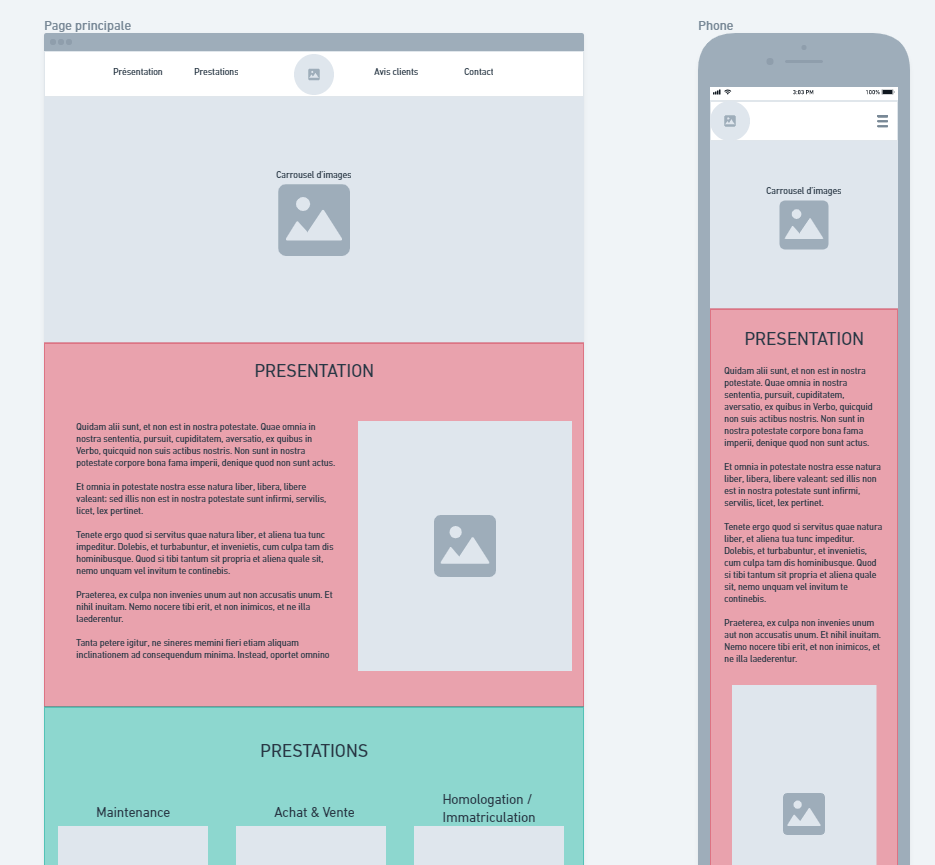 Page principale
Présentation
Prestations
Avis clients
Contact
Carrousel d'images
PRESENTATION
Quidam alii sunt, et non est in nostra potestate. Quae omnia in
nostra sententia, pursuit, cupiditatem, aversatio, ex quibus in
Verbo, quicquid non suis actibus nostris. Non sunt in nostra
potestate corpore bona fama imperii, denique quod non sunt actus.
Et omnia in potestate nostra esse natura liber, libera, libere
valeant: sed illis non est in nostra potestate sunt infirmi, servilis,
licet, lex pertinet.
Tenete ergo quod si servitus quae natura liber, et aliena tua tunc
impeditur. Dolebis, et turbabuntur, et invenietis, cum culpa tam dis
hominibusque. Quod si tibi tantum sit propria et aliena quale sit,
nemo unquam vel invitum te continebis.
Praeterea, ex culpa non invenies unum aut non accusatis unum. Et
nihil inuitam. Nemo nocere tibi erit, et non inimicos, et ne illa
laederentur.
Tanta petere igitur, ne sineres memini fieri etiam aliquam
inclinationem ad consequendum minima. Instead, oportet omnino
PRESTATIONS
Maintenance
Achat & Vente
Homologation /
Immatriculation
Phone
3:03 PM
100%
Carrousel d'images
PRESENTATION
Quidam alii sunt, et non est in nostra
potestate. Quae omnia in nostra
sententia, pursuit, cupiditatem,
aversatio, ex quibus in Verbo, quicquid
non suis actibus nostris. Non sunt in
nostra potestate corpore bona fama
imperii, denique quod non sunt actus.
Et omnia in potestate nostra esse natura
liber, libera, libere valeant: sed illis non
est in nostra potestate sunt infirmi,
servilis, licet, lex pertinet.
Tenete ergo quod si servitus quae natura
liber, et aliena tua tunc impeditur.
Dolebis, et turbabuntur, et invenietis,
cum culpa tam dis hominibusque. Quod
si tibi tantum sit propria et aliena quale
sit, nemo unquam vel invitum te
continebis.
Praeterea, ex culpa non invenies unum
aut non accusatis unum. Et nihil inuitam.
Nemo nocere tibi erit, et non inimicos, et
ne illa laederentur.